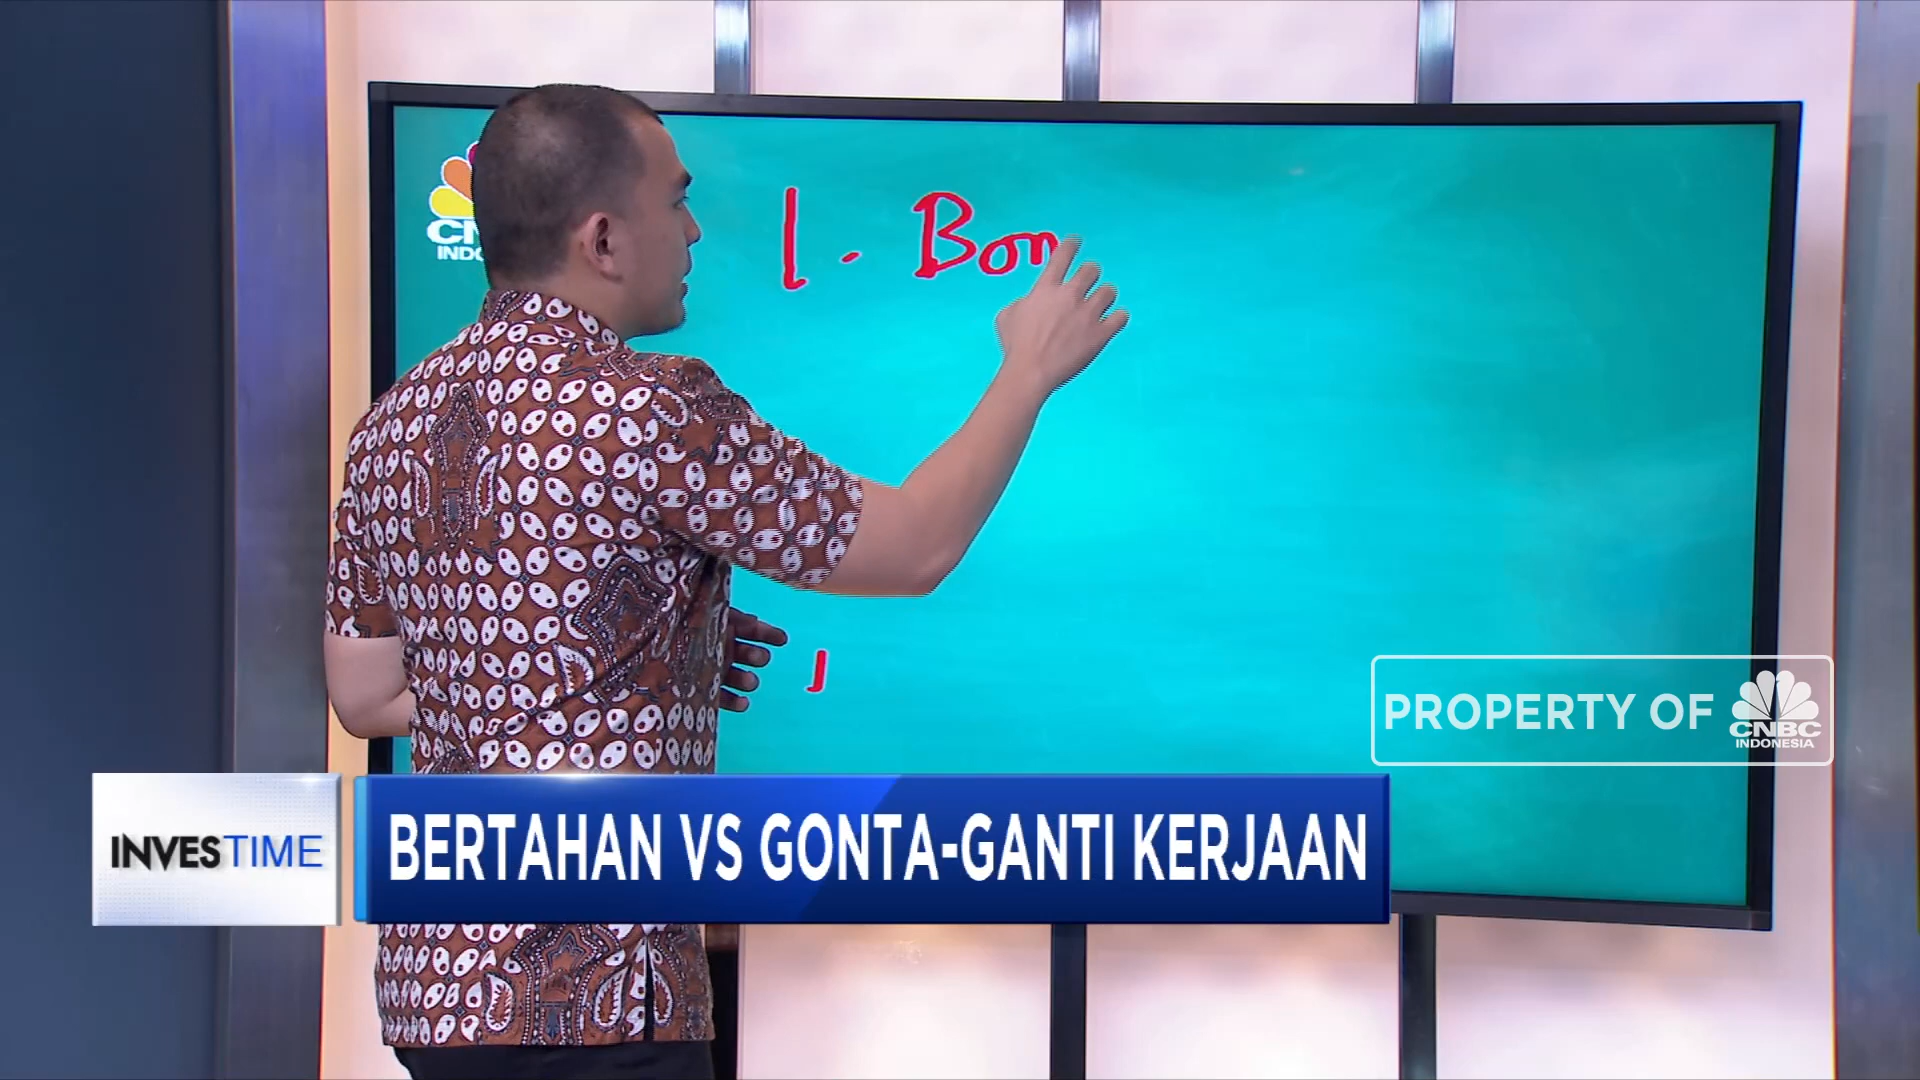 1. Bon
PROPERTY OF CNBC INDONESIA
INVESTIME
BERTAHAN VS GONTA-GANTI KERJAAN